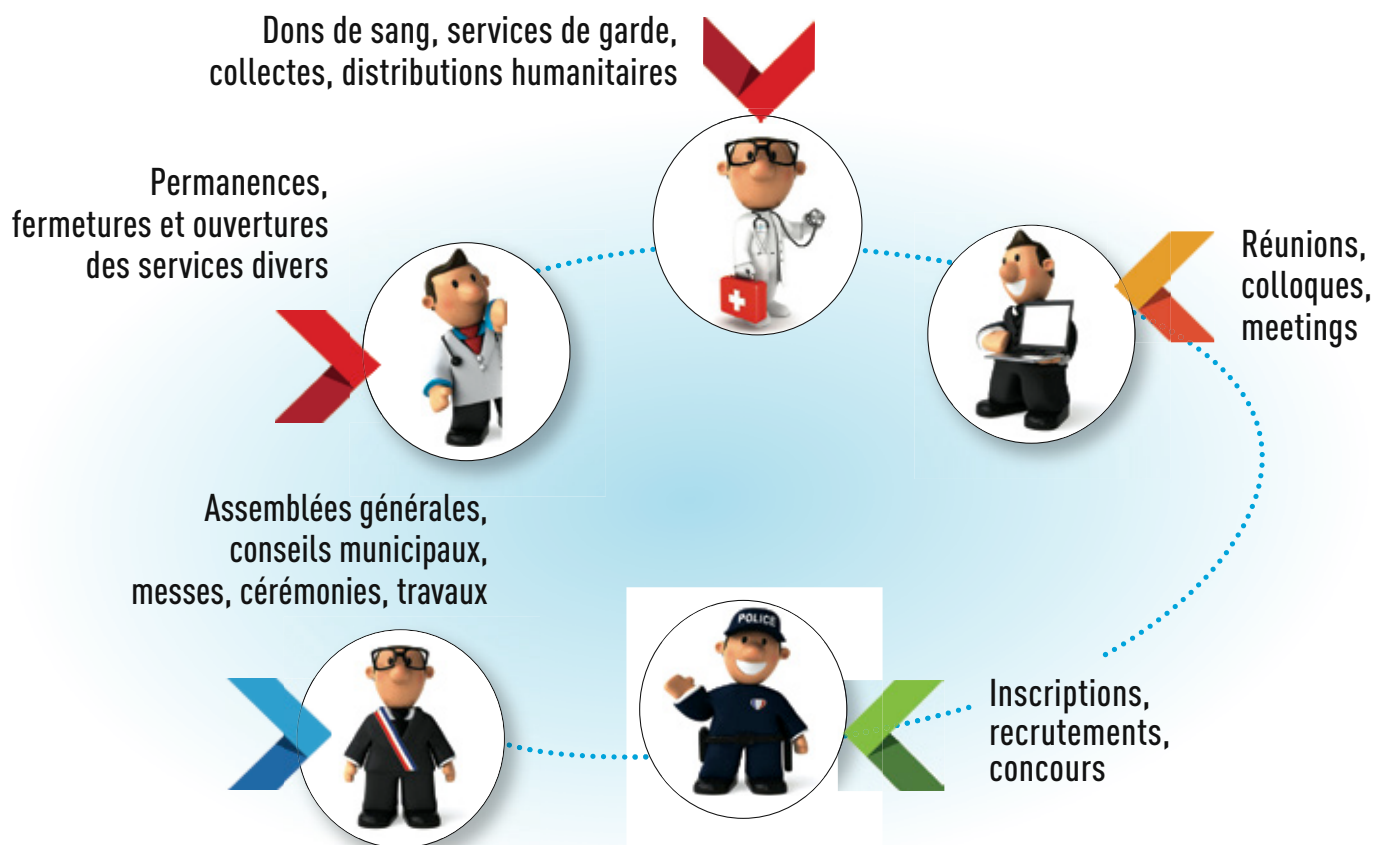 Dons de sang, services de garde,
collectes, distributions humanitaires
Permanences,
fermetures et ouvertures
des services divers
Réunions,
colloques,
meetings
Assemblées générales,
conseils municipaux,
messes, cérémonies, travaux
POLICE
Inscriptions,
recrutements,
concours